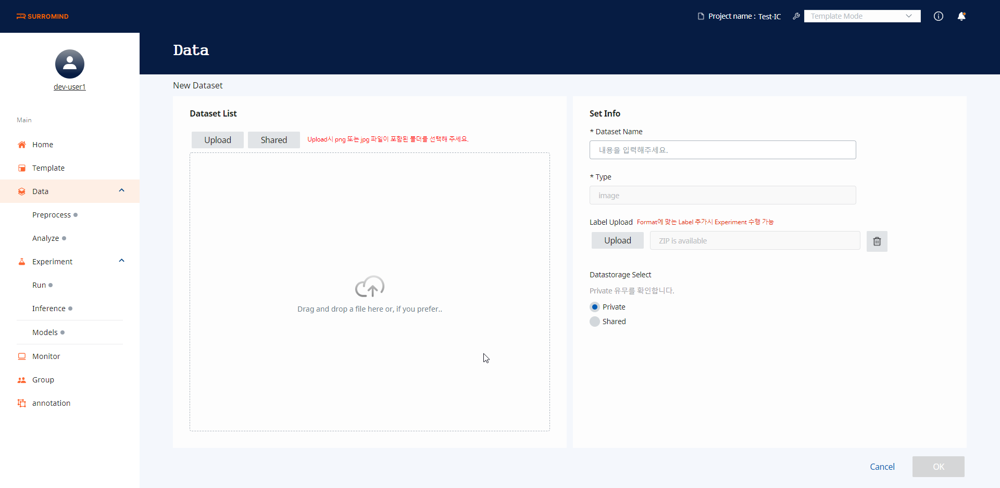 SURROMIND
Project name : Test-IC
Template Mode
dev-user1
Main
Home
Template
Data
Preprocess
Analyze
Experiment
Run
Inference
Models
Monitor
Group
annotation
Data
New Dataset
Dataset List
Upload
Shared
Upload시 png 또는 jpg 파일이 포함된 폴더를 선택해 주세요.
Drag and drop a file here or, if you prefer..
Set Info
* Dataset Name
내용을 입력해주세요.
* Type
image
Label Upload Format에 맞는 Label 추가시 Experiment 수행 가능
Upload
ZIP is available
Datastorage Select
Private 유무를 확인합니다.
Private
Shared
Cancel
OK